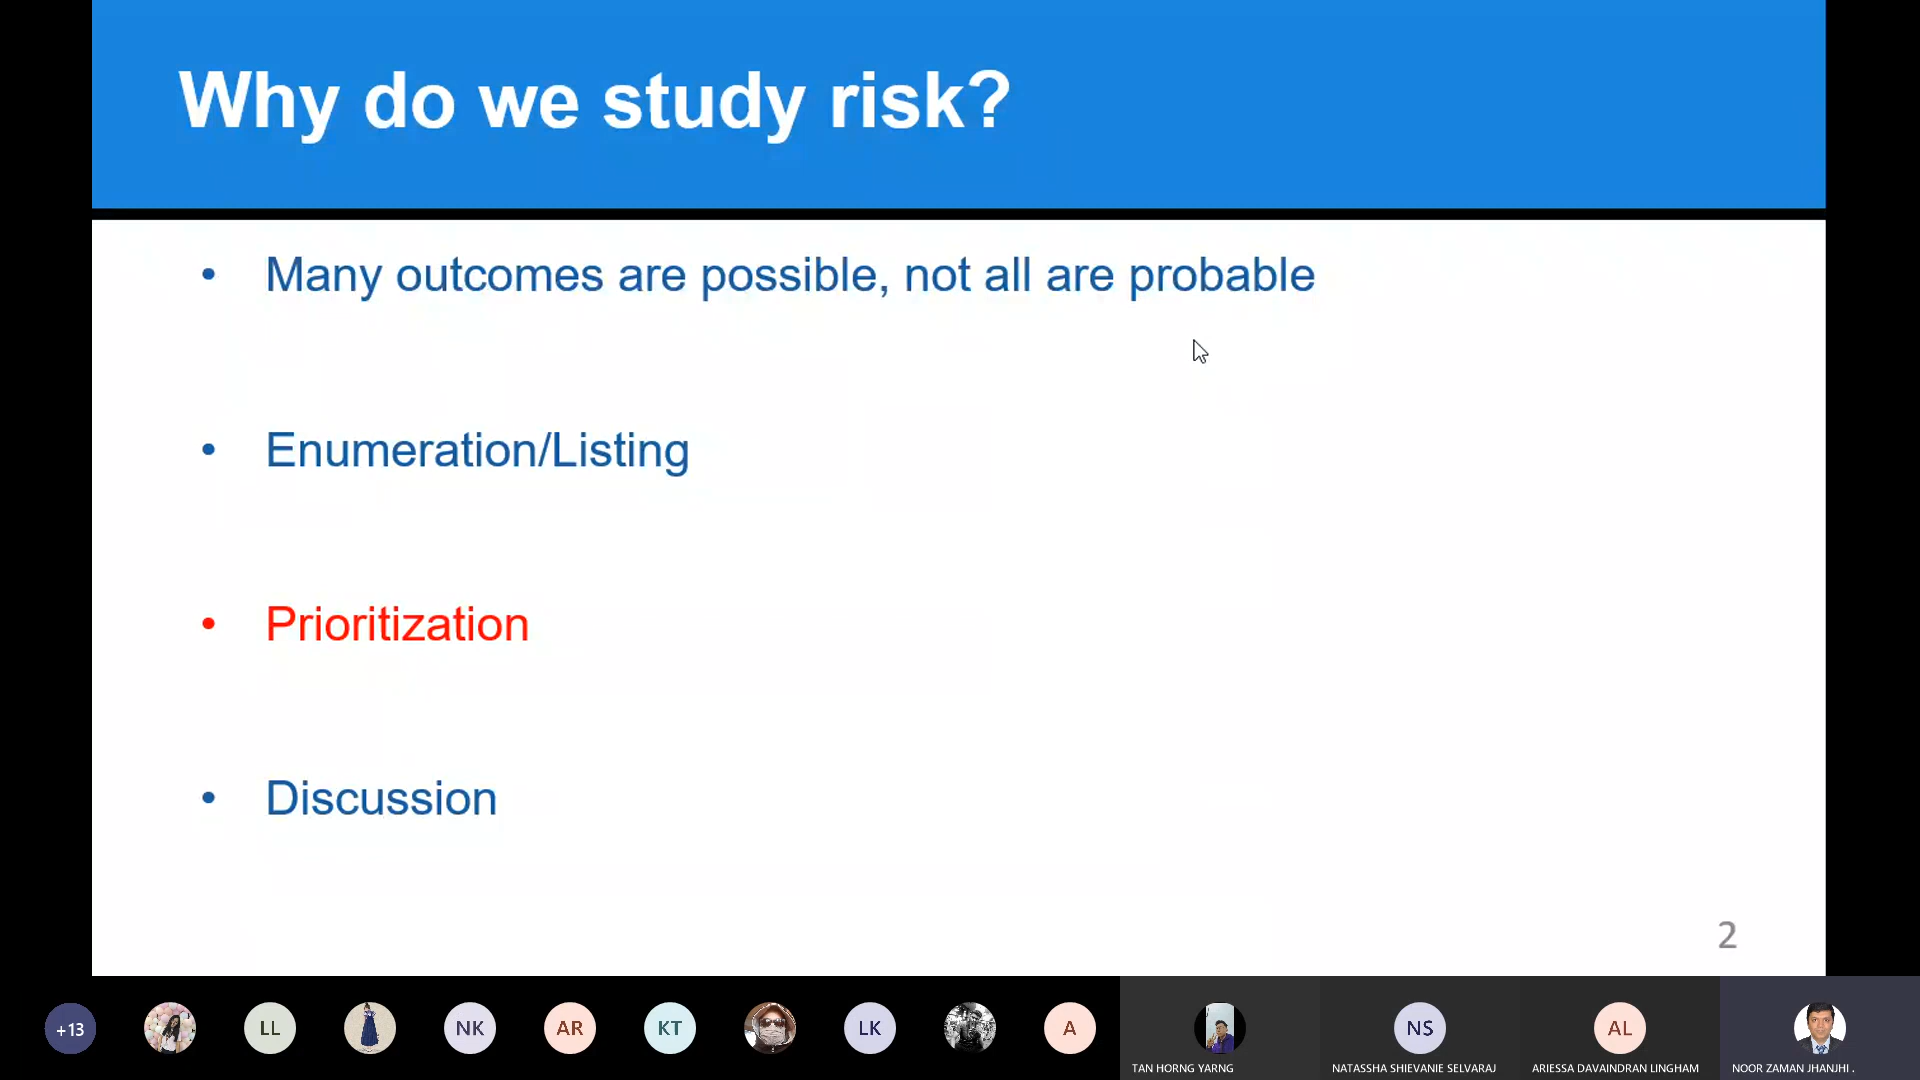 Why do we study risk?
• Many outcomes are possible, not all are probable
• Enumeration/Listing
• Prioritization
• Discussion
2
+13
LL
NK
AR
KT
LK
A
NS
AL
TAN HORNG YARNG
NATASSHA SHIEVANIE SELVARAJ
ARIESSA DAVAINDRAN LINGHAM
NOOR ZAMAN JHANJHI .